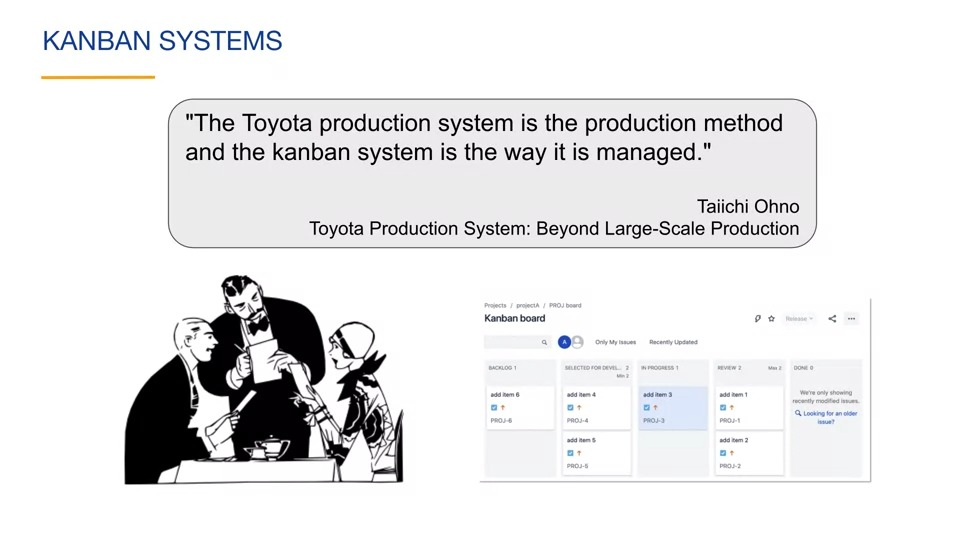 KANBAN SYSTEMS
"The Toyota production system is the production method
and the kanban system is the way it is managed."
Taiichi Ohno
Toyota Production System: Beyond Large-Scale Production
Projects / projectA / PROJ board
Kanban board
Release
A
Only My Issues
Recently Updated
BACKLOG 1
SELECTED FOR DEVEL... 2
Min 2
IN PROGRESS 1
REVIEW 2
Max 2
DONE 0
add item 6
PROJ-6
add item 4
PROJ-4
add item 5
PROJ-5
add item 3
PROJ-3
add item 1
PROJ-1
add item 2
PROJ-2
We're only showing
recently modified issues.
Looking for an older
issue?